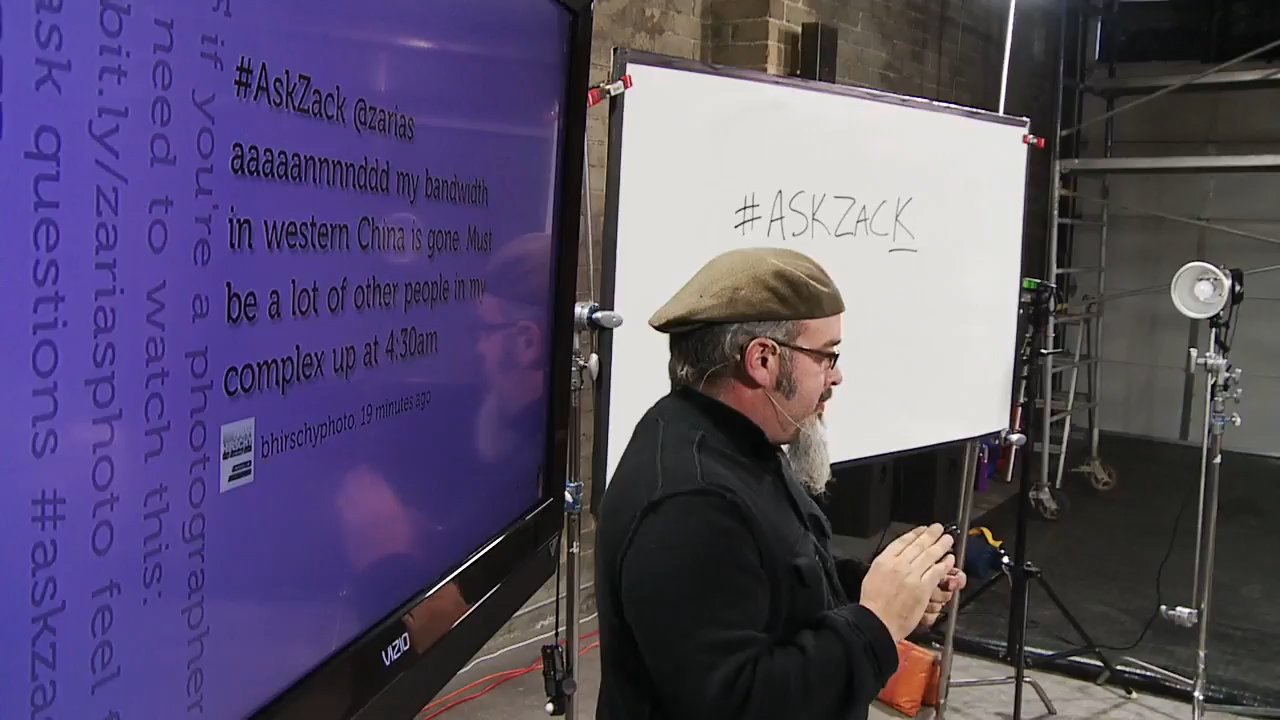 #AskZack @zarias
aaaaannnnnddd my bandwidth
in western China is gone Must
be a lot of other people in my
complex up at 4:30am
bhirschyphoto, 19 minutes ago
if you're a photographer
need to watch this:
bit.ly/zariasphoto feel
ask questions #askza
VIZIO
#ASKZACK